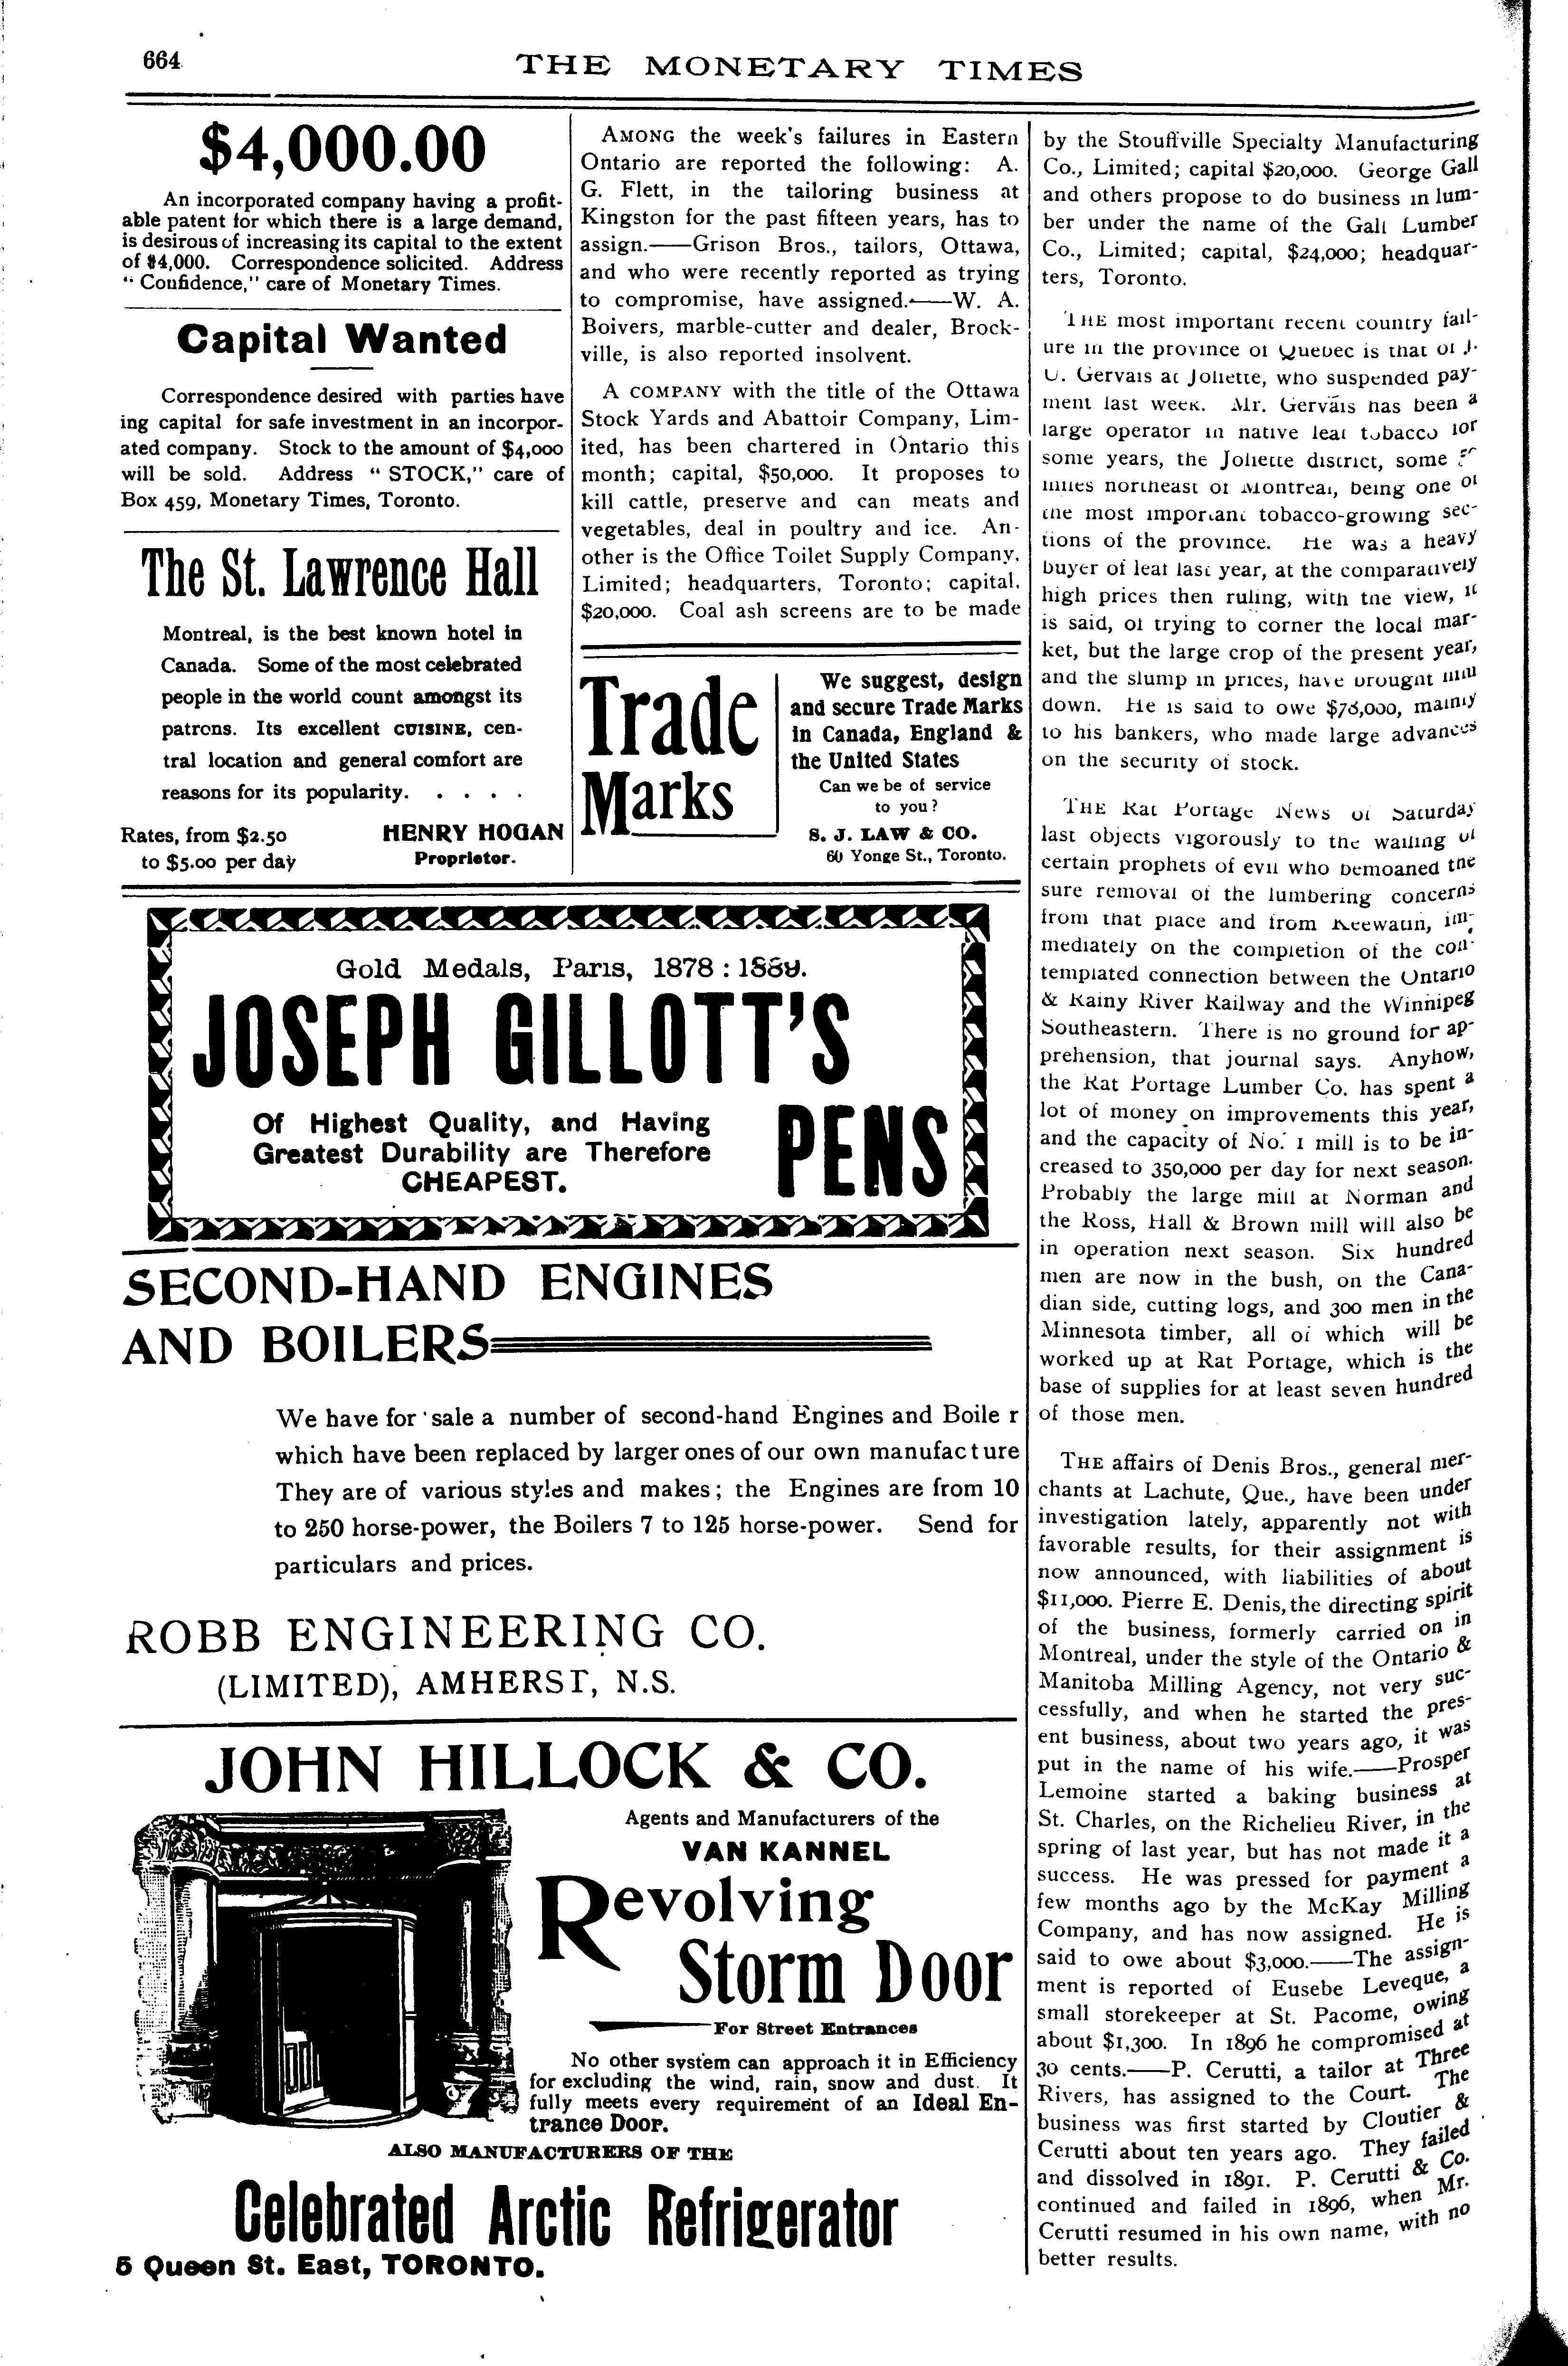 664
THE MONETARY TIMES
$4,000.00
An incorporated company having a profit-
able patent for which there is a large demand,
is desirous of increasing its capital to the extent
of $4,000. Correspondence solicited. Address
"Confidence," care of Monetary Times.
Capital Wanted
Correspondence desired with parties have
ing capital for safe investment in an incorpor-
ated company. Stock to the amount of $4,000
will be sold. Address "STOCK," care of
Box 459, Monetary Times, Toronto.
The St. Lawrence Hall
Montreal, is the best known hotel in
Canada. Some of the most celebrated
people in the world count amongst its
patrons. Its excellent CUISINE, cen-
tral location and general comfort are
reasons for its popularity. . . . .
Rates, from $2.50
to $5.00 per day
HENRY HOGAN
Proprietor.
AMONG the week's failures in Eastern
Ontario are reported the following: A.
G. Flett, in the tailoring business at
Kingston for the past fifteen years, has to
assign.——Grison Bros., tailors, Ottawa,
and who were recently reported as trying
to compromise, have assigned.——W. A.
Boivers, marble-cutter and dealer, Brock-
ville, is also reported insolvent.
A COMPANY with the title of the Ottawa
Stock Yards and Abattoir Company, Lim-
ited, has been chartered in Ontario this
month; capital, $50,000. It proposes to
kill cattle, preserve and can meats and
vegetables, deal in poultry and ice. An-
other is the Office Toilet Supply Company,
Limited; headquarters, Toronto; capital,
$20,000. Coal ash screens are to be made
Trade
Marks
We suggest, design
and secure Trade Marks
in Canada, England &
the United States
Can we be of service
to you?
S. J. LAW & CO.
60 Yonge St., Toronto.
Gold Medals, Paris, 1878 : 1889.
JOSEPH GILLOTT'S
Of Highest Quality, and Having
Greatest Durability are Therefore
CHEAPEST.
PENS
SECOND-HAND ENGINES
AND BOILERS
We have for sale a number of second-hand Engines and Boile r
which have been replaced by larger ones of our own manufacture
They are of various styles and makes; the Engines are from 10
to 250 horse-power, the Boilers 7 to 125 horse-power. Send for
particulars and prices.
ROBB ENGINEERING CO.
(LIMITED), AMHERST, N.S.
JOHN HILLOCK & CO.
Agents and Manufacturers of the
VAN KANNEL
Revolving
Storm Door
For Street Entrances
No other system can approach it in Efficiency
for excluding the wind, rain, snow and dust. It
fully meets every requirement of an Ideal En-
trance Door.
ALSO MANUFACTURERS OF THE
Celebrated Arctic Refrigerator
5 Queen St. East, TORONTO.
by the Stouffville Specialty Manufacturing
Co., Limited; capital $20,000. George Gall
and others propose to do business in lum-
ber under the name of the Gall Lumber
Co., Limited; capital, $24,000; headquar-
ters, Toronto.
THE most important recent country fail-
ure in the province of Quebec is that of J.
U. Gervais at Joliette, who suspended pay-
ment last week. Mr. Gervais has been a
large operator in native leaf tobacco for
some years, the Joliette district, some
miles northeast of Montreal, being one of
the most important tobacco-growing sec-
tions of the province. He was a heavy
buyer of leaf last year, at the comparatively
high prices then ruling, with the view, it
is said, of trying to corner the local mar-
ket, but the large crop of the present year,
and the slump in prices, have brought him
down. He is said to owe $78,000, mainly
to his bankers, who made large advances
on the security of stock.
THE Rat Portage News of Saturday
last objects vigorously to the wailing of
certain prophets of evil who bemoaned the
sure removal of the lumbering concerns
from that place and from Keewatin, im-
mediately on the completion of the con-
templated connection between the Ontario
& Rainy River Railway and the Winnipeg
Southeastern. There is no ground for ap-
prehension, that journal says. Anyhow,
the Rat Portage Lumber Co. has spent a
lot of money on improvements this year,
and the capacity of No. 1 mill is to be in-
creased to 350,000 per day for next season.
Probably the large mill at Norman and
the Ross, Hall & Brown mill will also be
in operation next season. Six hundred
men are now in the bush, on the Cana-
dian side, cutting logs, and 300 men in the
Minnesota timber, all of which will be
worked up at Rat Portage, which is the
base of supplies for at least seven hundred
of those men.
THE affairs of Denis Bros., general mer-
chants at Lachute, Que., have been under
investigation lately, apparently not with
favorable results, for their assignment is
now announced, with liabilities of about
$11,000. Pierre E. Denis, the directing spirit
of the business, formerly carried on in
Montreal, under the style of the Ontario &
Manitoba Milling Agency, not very suc-
cessfully, and when he started the pres-
ent business, about two years ago, it was
put in the name of his wife.——Prosper
Lemoine started a baking business at
St. Charles, on the Richelieu River, in the
spring of last year, but has not made it a
success. He was pressed for payment a
few months ago by the McKay Milling
Company, and has now assigned. He is
said to owe about $3,000.——The assign-
ment is reported of Eusebe Leveque, a
small storekeeper at St. Pacome, owing
about $1,300. In 1896 he compromised at
30 cents.——P. Cerutti, a tailor at Three
Rivers, has assigned to the Court. The
business was first started by Cloutier &
Cerutti about ten years ago. They failed
and dissolved in 1891. P. Cerutti & Co.
continued and failed in 1896, when Mr.
Cerutti resumed in his own name, with no
better results.